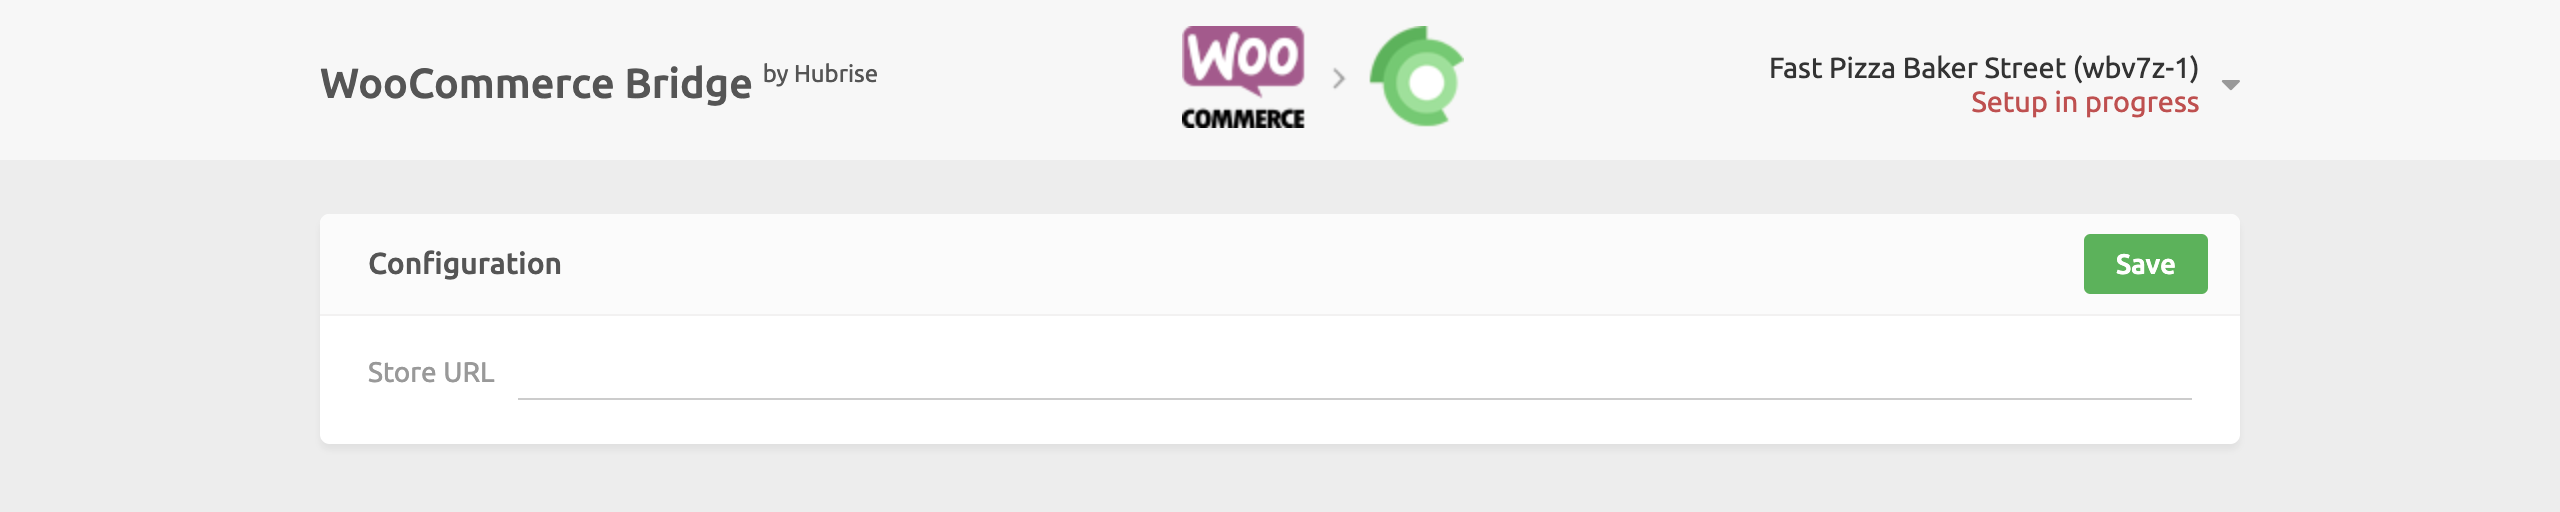 WooCommerce Bridge by Hubrise
WOO
COMMERCE
Fast Pizza Baker Street (wbv7z-1)
Setup in progress
Configuration
Save
Store URL